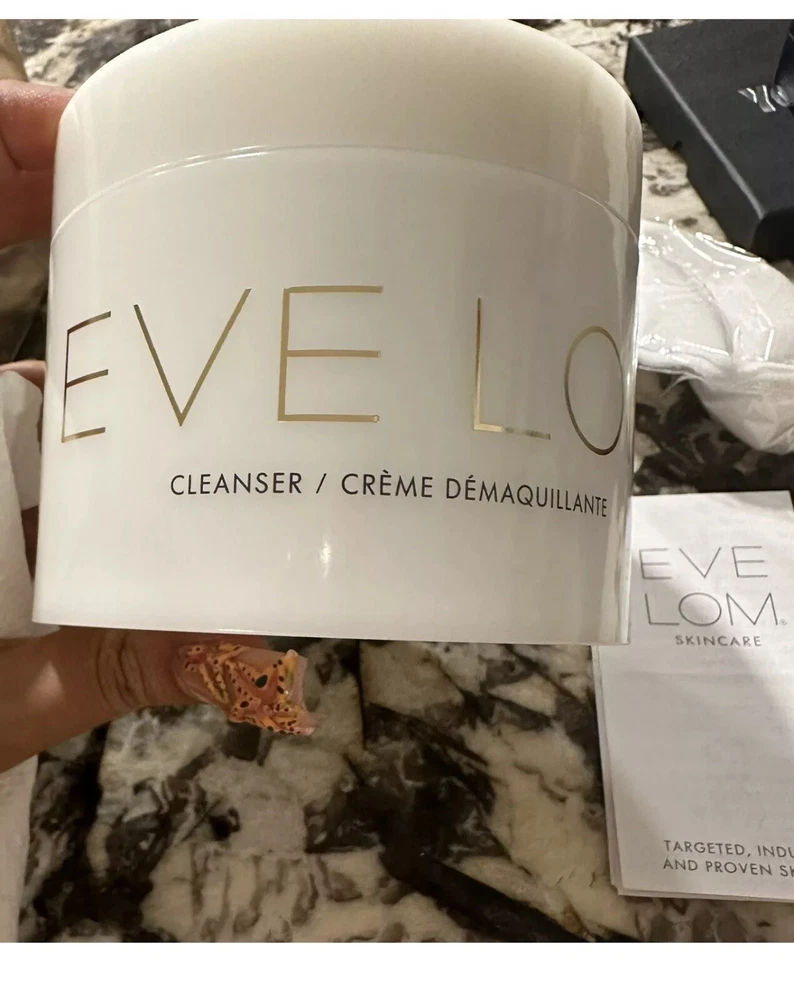 EVE LO
CLEANSER / CRÈME DÉMAQUILLANTE
EVE
LOM®
SKINCARE
TARGETED, INDU
AND PROVEN SK